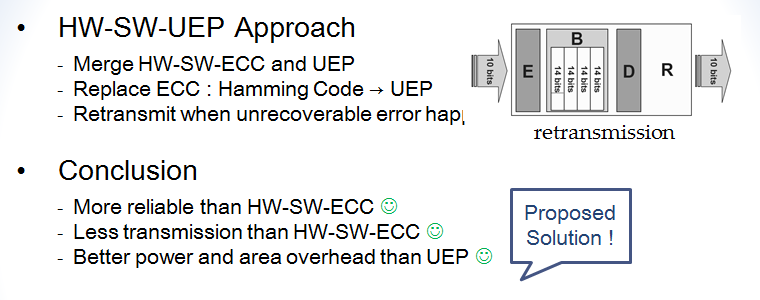 • HW-SW-UEP Approach
- Merge HW-SW-ECC and UEP
- Replace ECC : Hamming Code → UEP
- Retransmit when unrecoverable error hap
10 bits
E
B
14 bits
14 bits
14 bits
14 bits
D
R
10 bits
retransmission
• Conclusion
- More reliable than HW-SW-ECC ☺
- Less transmission than HW-SW-ECC ☺
- Better power and area overhead than UEP ☺
Proposed
Solution !